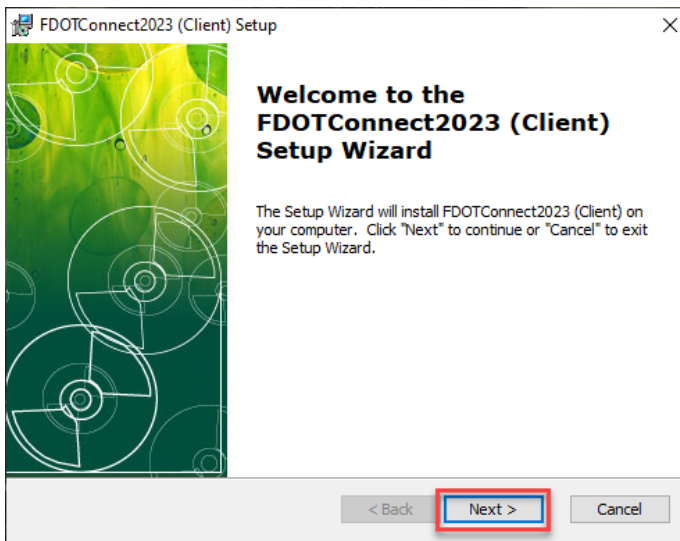 FDOTConnect2023 (Client) Setup
Welcome to the
FDOTConnect2023 (Client)
Setup Wizard
The Setup Wizard will install FDOTConnect2023 (Client) on
your computer. Click "Next" to continue or "Cancel" to exit
the Setup Wizard.
< Back
Next >
Cancel